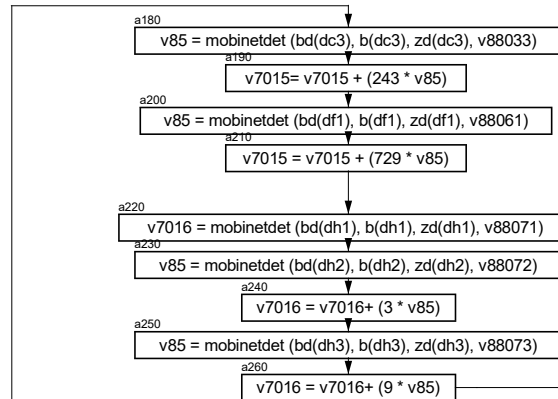 a180
v85 = mobinetdet (bd(dc3), b(dc3), zd(dc3), v88033)
a190
v7015= v7015 + (243 * v85)
a200
v85 = mobinetdet (bd(df1), b(df1), zd(df1), v88061)
a210
v7015 = v7015 + (729 * v85)
a220
v7016 = mobinetdet (bd(dh1), b(dh1), zd(dh1), v88071)
a230
v85 = mobinetdet (bd(dh2), b(dh2), zd(dh2), v88072)
a240
v7016 = v7016+ (3 * v85)
a250
v85 = mobinetdet (bd(dh3), b(dh3), zd(dh3), v88073)
a260
v7016 = v7016+ (9 * v85)